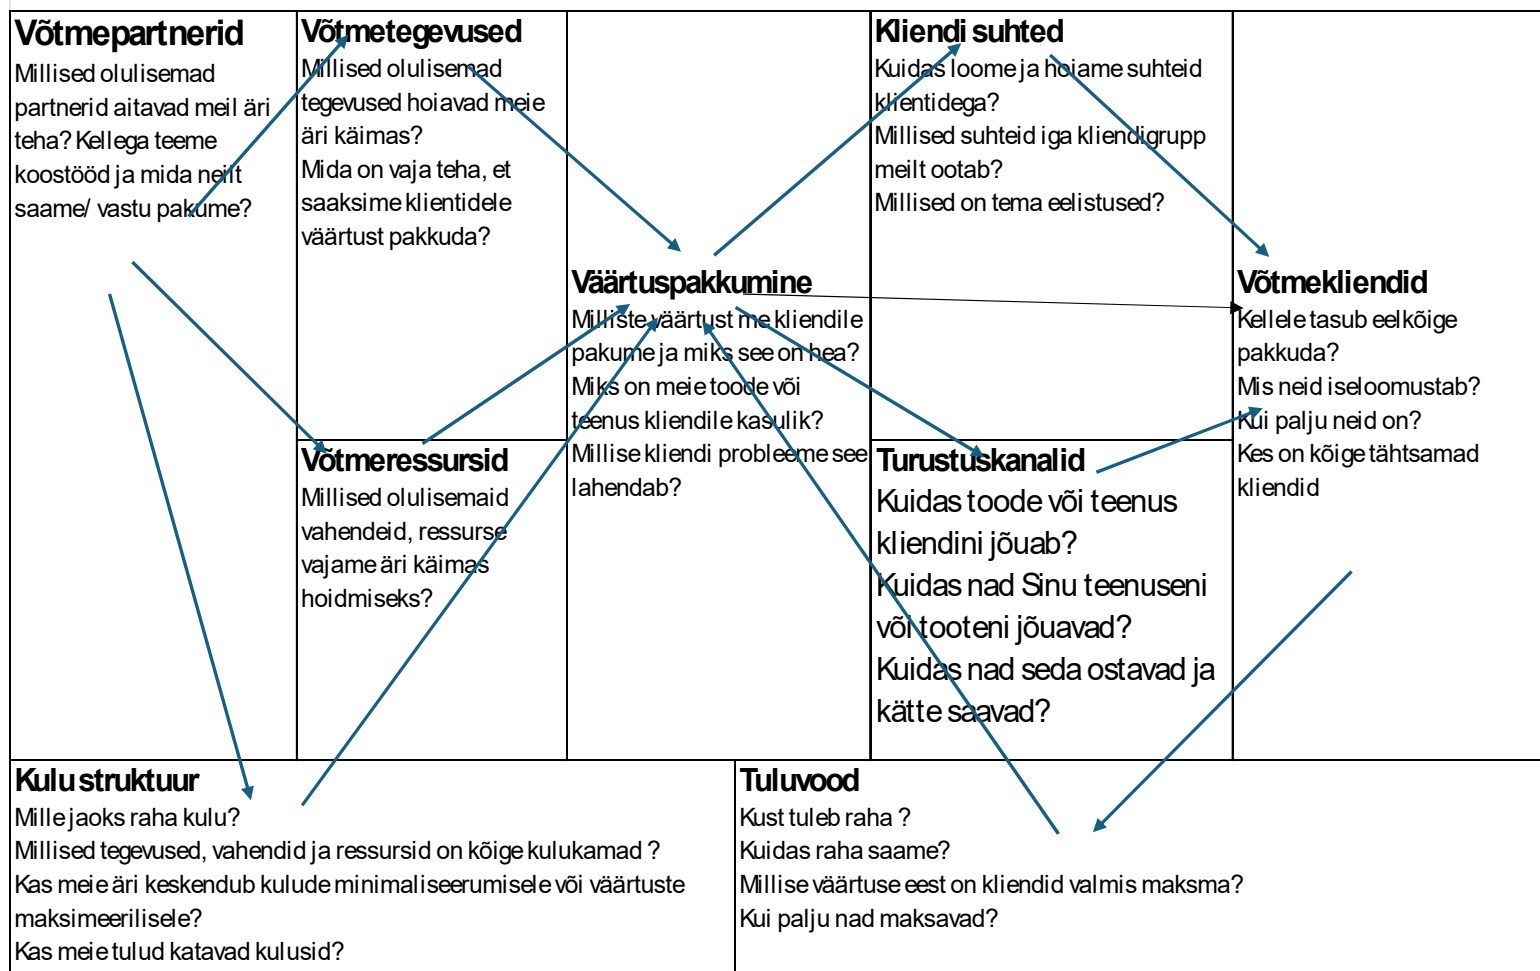 Võtmepartnerid
Millised olulisemad
partnerid aitavad meil äri
teha? Kellega teeme
koostööd ja mida neilt
saame/ vastu pakume?
Võtmetegevused
Millised olulisemad
tegevused hoiavad meie
äri käimas?
Mida on vaja teha, et
saaksime klientidele
väärtust pakkuda?
Võtmeressursid
Millised olulisemaid
vahendeid, ressurse
vajame äri käimas
hoidmiseks?
Väärtuspakkumine
Milliste väärtust me kliendile
pakume ja miks see on hea?
Miks on meie toode või
teenus kliendile kasulik?
Millise kliendi probleeme see
lahendab?
Kliendi suhted
Kuidas loome ja hoiame suhteid
klientidega?
Millised suhteid iga kliendigrupp
meilt ootab?
Millised on tema eelistused?
Turustuskanalid
Kuidas toode või teenus
kliendini jõuab?
Kuidas nad Sinu teenuseni
või tooteni jõuavad?
Kuidas nad seda ostavad ja
kätte saavad?
Võtmekliendid
Kellele tasub eelkõige
pakkuda?
Mis neid iseloomustab?
Kui palju neid on?
Kes on kõige tähtsamad
kliendid
Kulu struktuur
Mille jaoks raha kulu?
Millised tegevused, vahendid ja ressursid on kõige kulukamad ?
Kas meie äri keskendub kulude minimaliseerumisele või väärtuste
maksimeerilisele?
Kas meie tulud katavad kulusid?
Tuluvood
Kust tuleb raha ?
Kuidas raha saame?
Millise väärtuse eest on kliendid valmis maksma?
Kui palju nad maksavad?